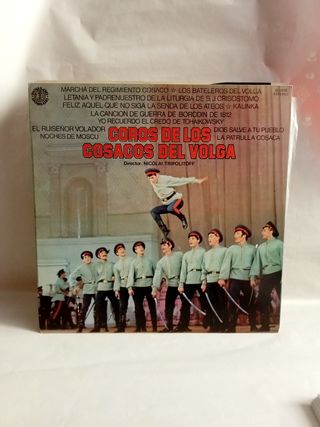 MARCHA DEL REGIMIENTO COSACO ☆ LOS BATELEROS DEL VOLGA
LETANIA Y PADRENUESTRO DE LA LITURGIA DE S.J. CRISOSTOMO
FELIZ AQUEL QUE NO SIGA LA SENDA DE LOS ATEOS ☆ KALINKA
LA CANCION DE GUERRA DE BORODIN DE 1812
YO RECUERDO EL CREDO DE TCHAIKOWSKY
EL RUISEÑOR VOLADOR
DIOS SALVE A TU PUEBLO
NOCHES DE MOSCU
LA PATRULLA COSACA
COROS DE LOS
COSACOS DEL VOLGA
Director: NICOLAI TRIPOLITOFF